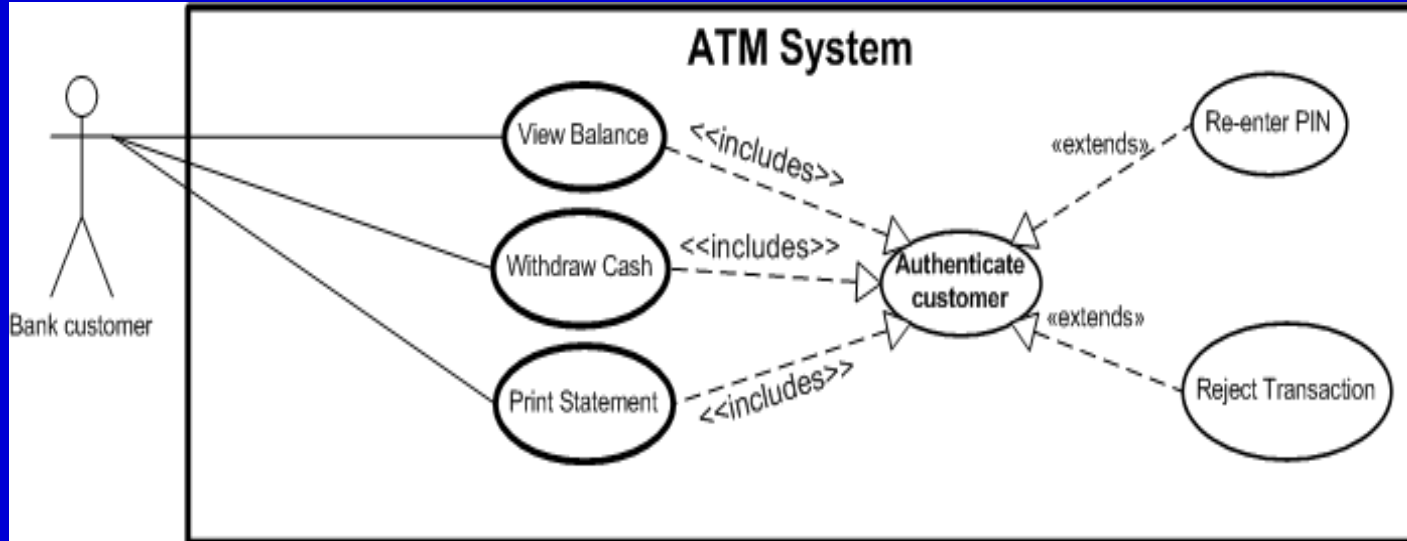 ATM System
View Balance
<<includes>>
Re-enter PIN
«extends»
Withdraw Cash
<<includes>>
Authenticate
customer
Bank customer
«extends»
Print Statement
<<includes>>
Reject Transaction